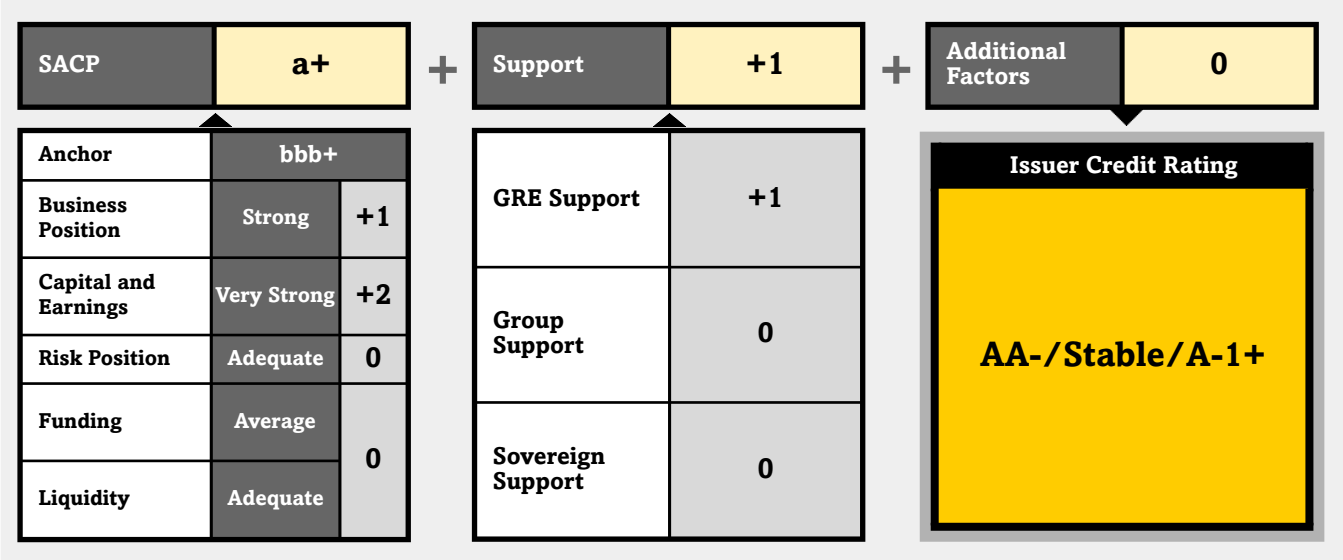 SACP
a+
+
Support
+1
+
Additional
Factors
0
Anchor
bbb+
Business
Position
Strong
+1
Capital and
Earnings
Very Strong
+2
Risk Position
Adequate
0
Funding
Average
0
Liquidity
Adequate
GRE Support
+1
Group
Support
0
Sovereign
Support
0
Issuer Credit Rating
AA-/Stable/A-1+